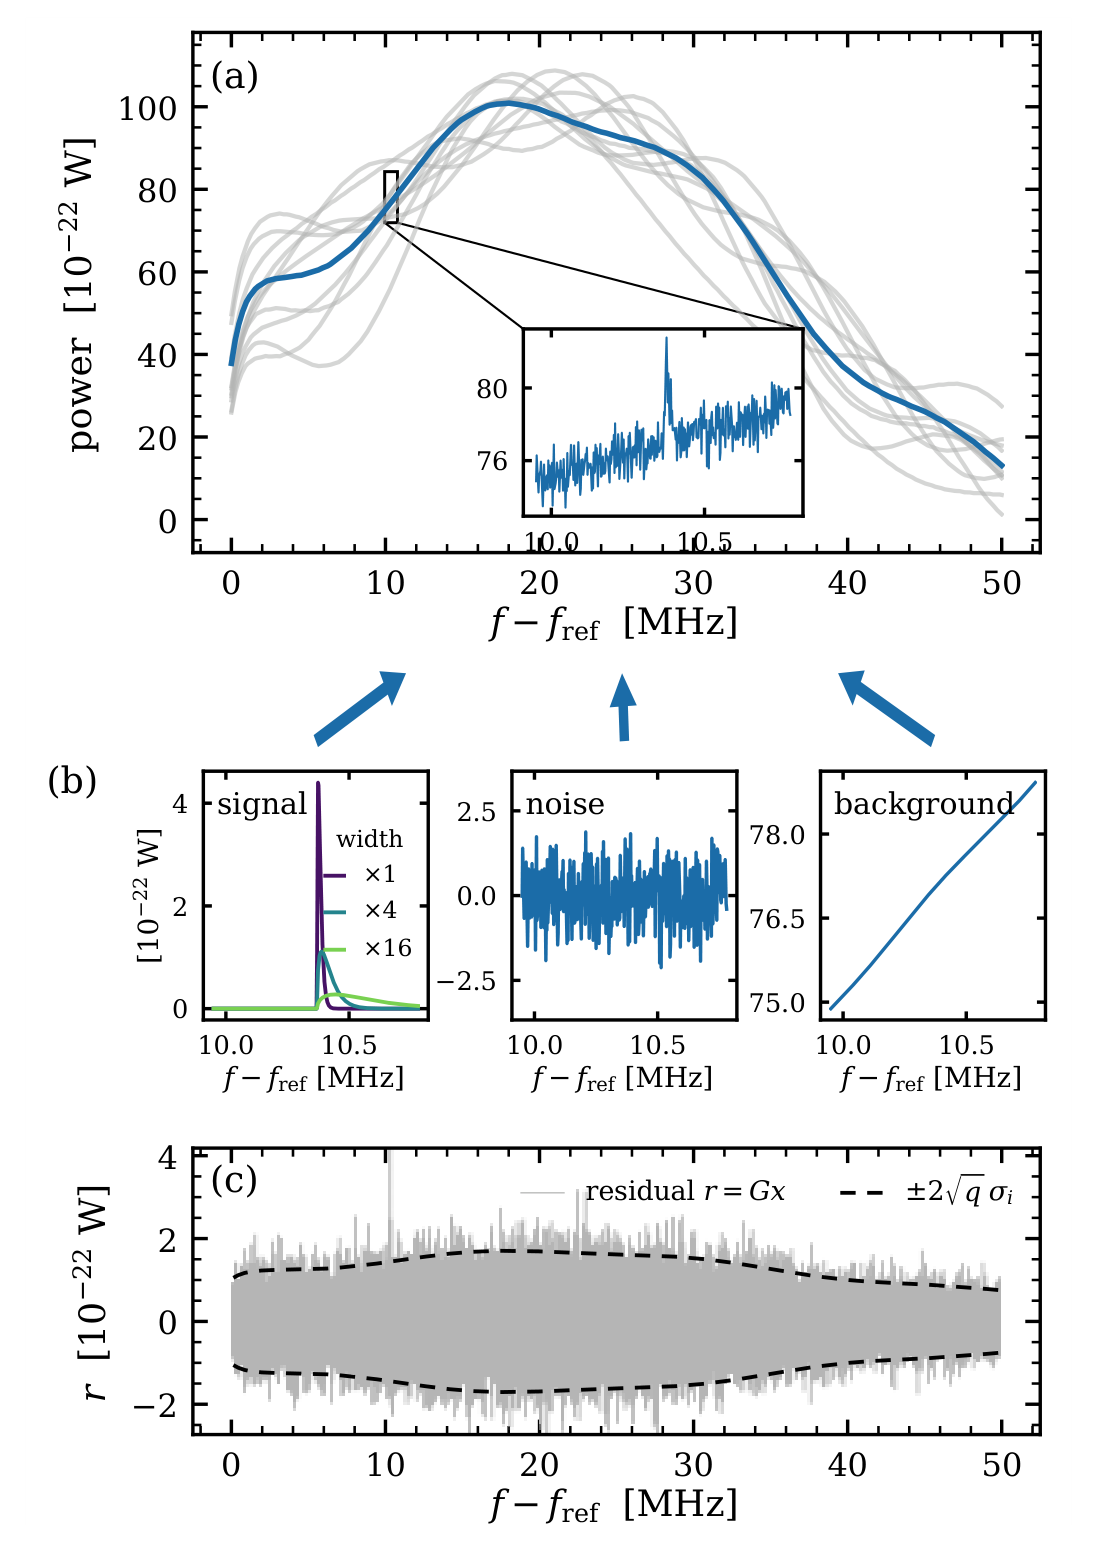 (a)
power [10⁻²² W]
100
80
60
40
20
0
80
76
10.0 10.5
0 10 20 30 40 50
f − f_ref [MHz]
(b)
[10⁻²² W]
signal
width
×1
×4
×16
4
2
0
10.0 10.5
f − f_ref [MHz]
noise
2.5
0.0
−2.5
10.0 10.5
f − f_ref [MHz]
background
78.0
76.5
75.0
10.0 10.5
f − f_ref [MHz]
(c)
residual r = Gx
±2√q σ_i
r [10⁻²² W]
4
2
0
−2
0 10 20 30 40 50
f − f_ref [MHz]